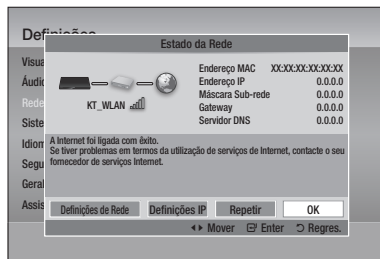 Definições
Estado da Rede
Visua
Áudio
Rede
Siste
Idiom
Segu
Geral
Assis
KT_WLAN
Endereço MAC XX:XX:XX:XX:XX:XX
Endereço IP 0.0.0.0
Máscara Sub-rede 0.0.0.0
Gateway 0.0.0.0
Servidor DNS 0.0.0.0
A Internet foi ligada com êxito.
Se tiver problemas em termos da utilização de serviços de Internet, contacte o seu
fornecedor de serviços Internet.
Definições de Rede Definições IP Repetir OK
Mover Enter Regres.